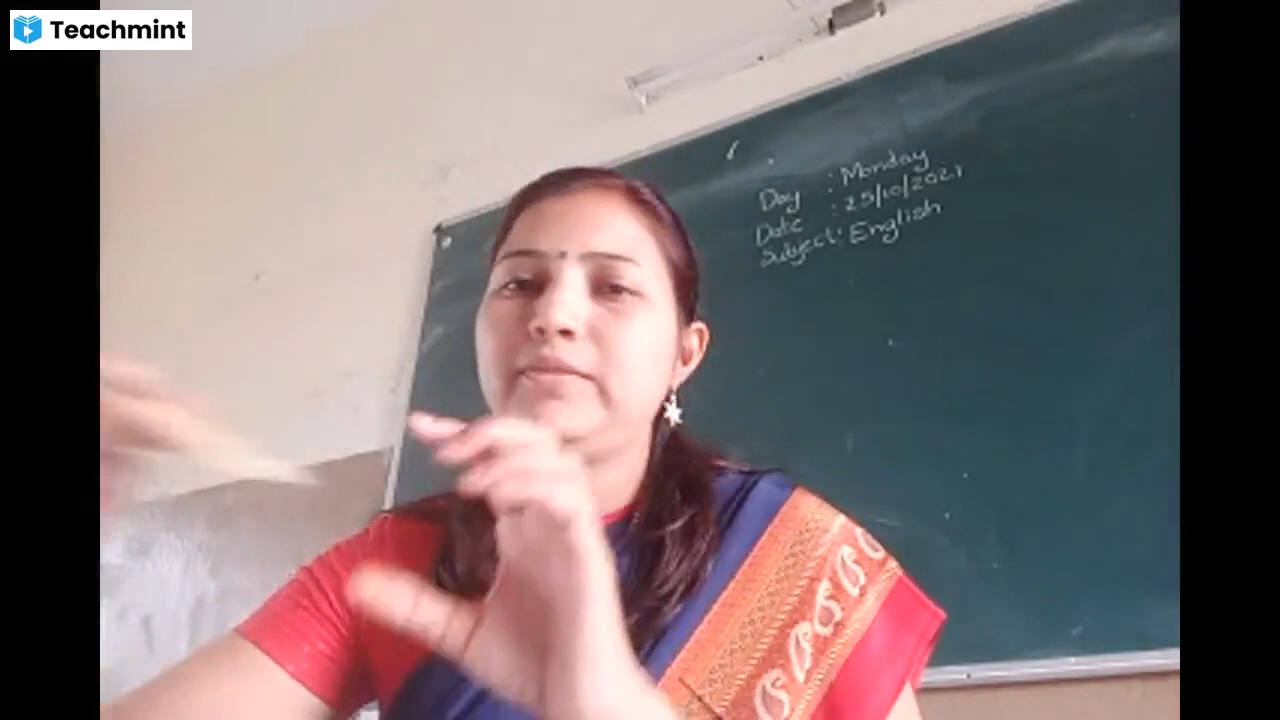 Teachmint
Day : Monday
Date : 25/10/2021
Subject: English